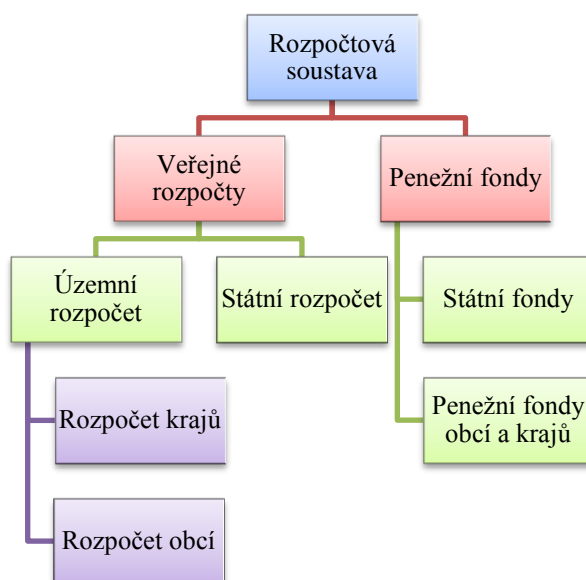 Rozpočtová
soustava
Veřejné
rozpočty
Penežní fondy
Územní
rozpočet
Státní rozpočet
Státní fondy
Rozpočet krajů
Penežní fondy
obcí a krajů
Rozpočet obcí